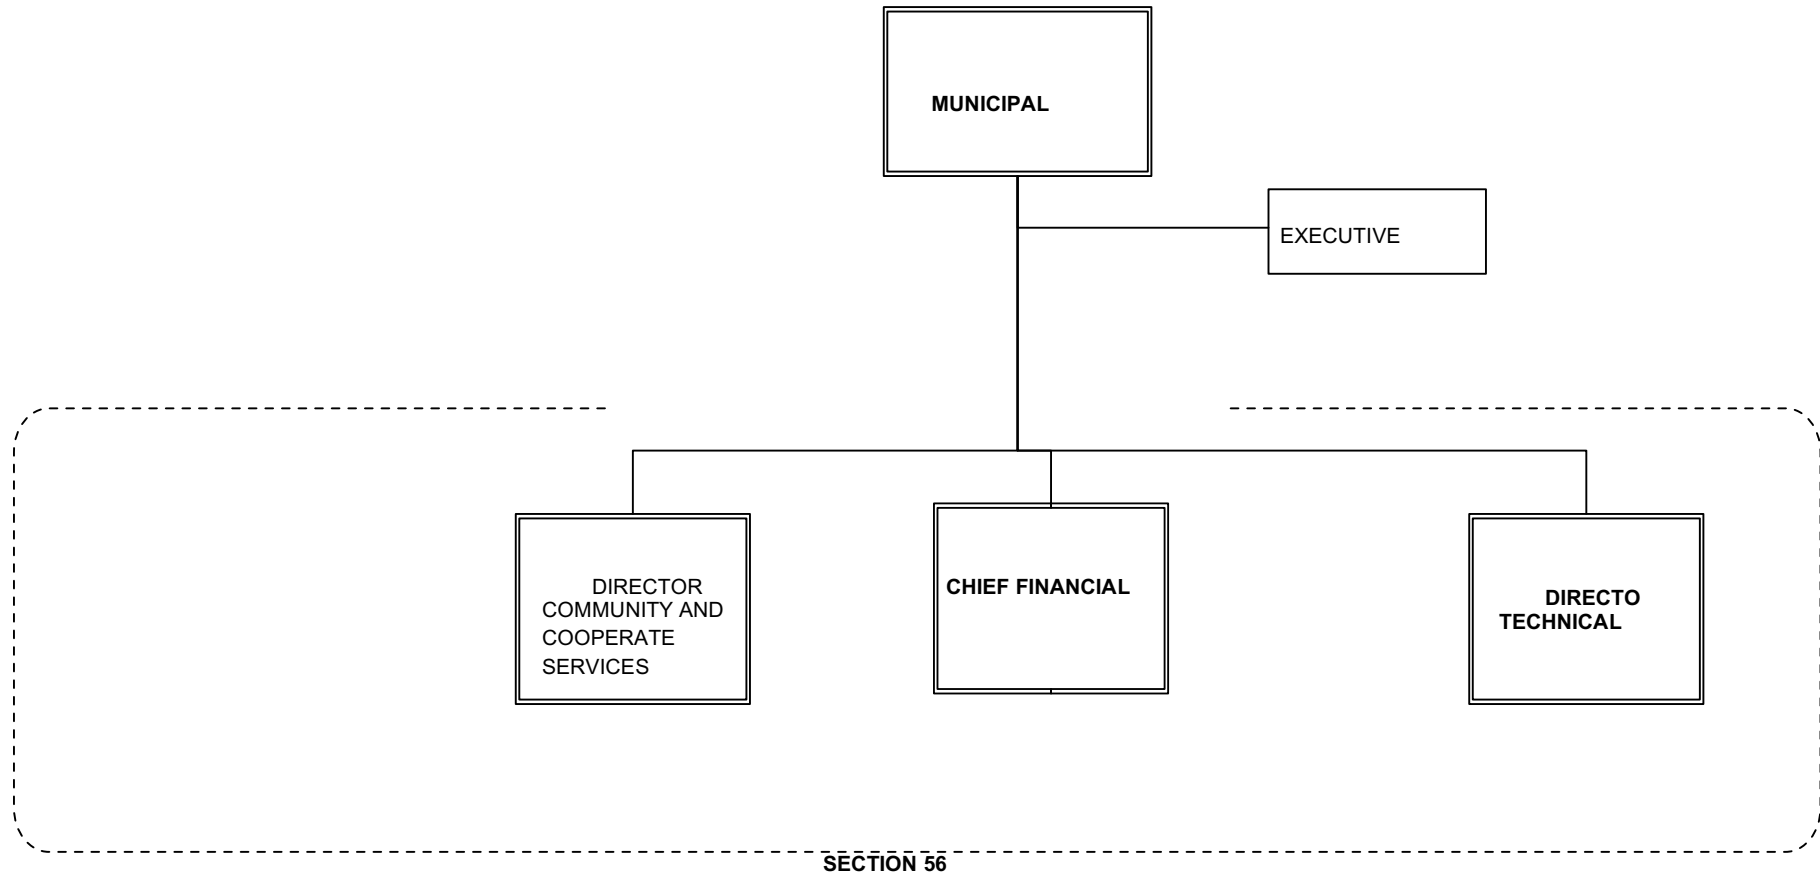 MUNICIPAL
EXECUTIVE
DIRECTOR
COMMUNITY AND
COOPERATE
SERVICES
CHIEF FINANCIAL
DIRECTO
TECHNICAL
SECTION 56